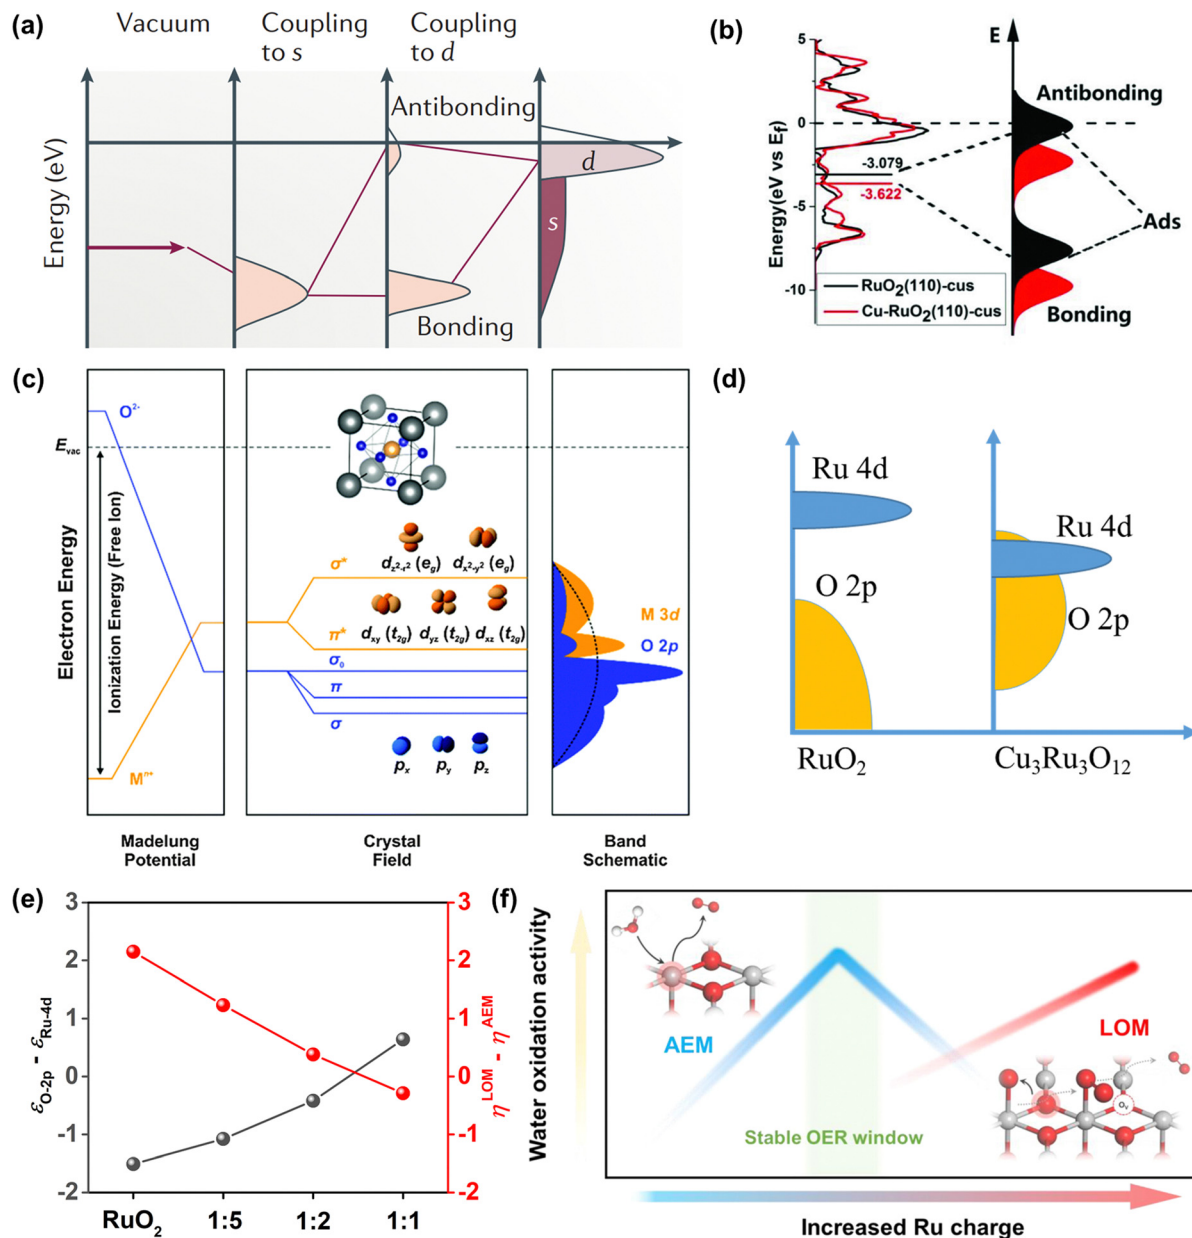 (a)
Vacuum
Coupling
to s
Coupling
to d
Energy (eV)
Antibonding
Bonding
d
s
(b)
5
0
-5
-10
Energy(eV vs Ef)
-3.079
-3.622
RuO2(110)-cus
Cu-RuO2(110)-cus
E
Antibonding
Ads
Bonding
(c)
Electron Energy
O2-
Evac
Ionization Energy (Free Ion)
Mn+
σ*
dz2-r2 (eg)
dx2-y2 (eg)
π*
dxy (t2g)
dyz (t2g)
dxz (t2g)
σ0
π
σ
px
py
pz
M 3d
O 2p
Madelung
Potential
Crystal
Field
Band
Schematic
(d)
Ru 4d
O 2p
RuO2
Ru 4d
O 2p
Cu3Ru3O12
(e)
3
2
1
0
-1
-2
εO-2p - εRu-4d
3
2
1
0
-1
-2
ηLOM - ηAEM
RuO2
1:5
1:2
1:1
(f)
Water oxidation activity
AEM
LOM
Ov
Stable OER window
Increased Ru charge